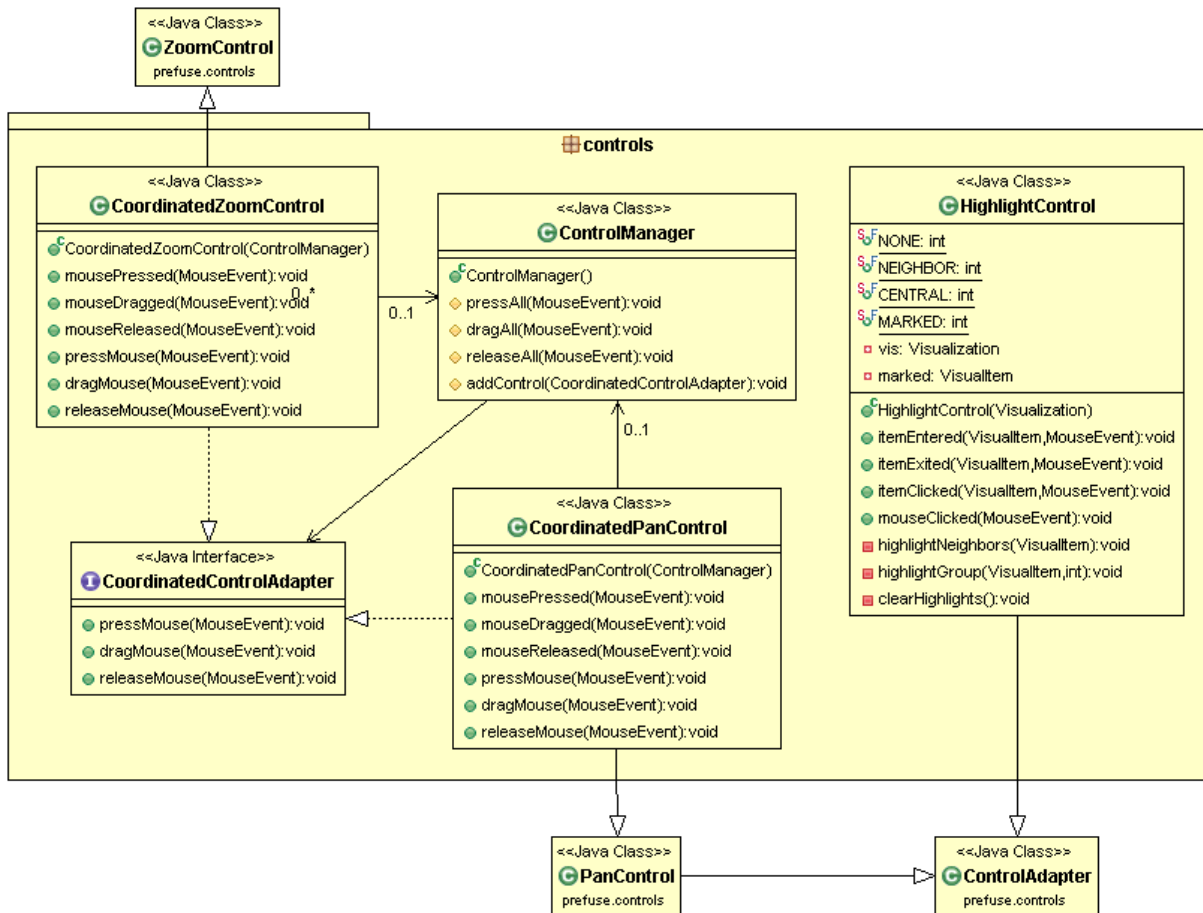 <<Java Class>>
ZoomControl
prefuse.controls
controls
<<Java Class>>
CoordinatedZoomControl
CoordinatedZoomControl(ControlManager)
mousePressed(MouseEvent):void
mouseDragged(MouseEvent):void
mouseReleased(MouseEvent):void
pressMouse(MouseEvent):void
dragMouse(MouseEvent):void
releaseMouse(MouseEvent):void
0..*
0..1
<<Java Class>>
ControlManager
ControlManager()
pressAll(MouseEvent):void
dragAll(MouseEvent):void
releaseAll(MouseEvent):void
addControl(CoordinatedControlAdapter):void
0..1
<<Java Class>>
HighlightControl
NONE: int
NEIGHBOR: int
CENTRAL: int
MARKED: int
vis: Visualization
marked: VisualItem
HighlightControl(Visualization)
itemEntered(VisualItem,MouseEvent):void
itemExited(VisualItem,MouseEvent):void
itemClicked(VisualItem,MouseEvent):void
mouseClicked(MouseEvent):void
highlightNeighbors(VisualItem):void
highlightGroup(VisualItem,int):void
clearHighlights():void
<<Java Interface>>
CoordinatedControlAdapter
pressMouse(MouseEvent):void
dragMouse(MouseEvent):void
releaseMouse(MouseEvent):void
<<Java Class>>
CoordinatedPanControl
CoordinatedPanControl(ControlManager)
mousePressed(MouseEvent):void
mouseDragged(MouseEvent):void
mouseReleased(MouseEvent):void
pressMouse(MouseEvent):void
dragMouse(MouseEvent):void
releaseMouse(MouseEvent):void
<<Java Class>>
PanControl
prefuse.controls
<<Java Class>>
ControlAdapter
prefuse.controls